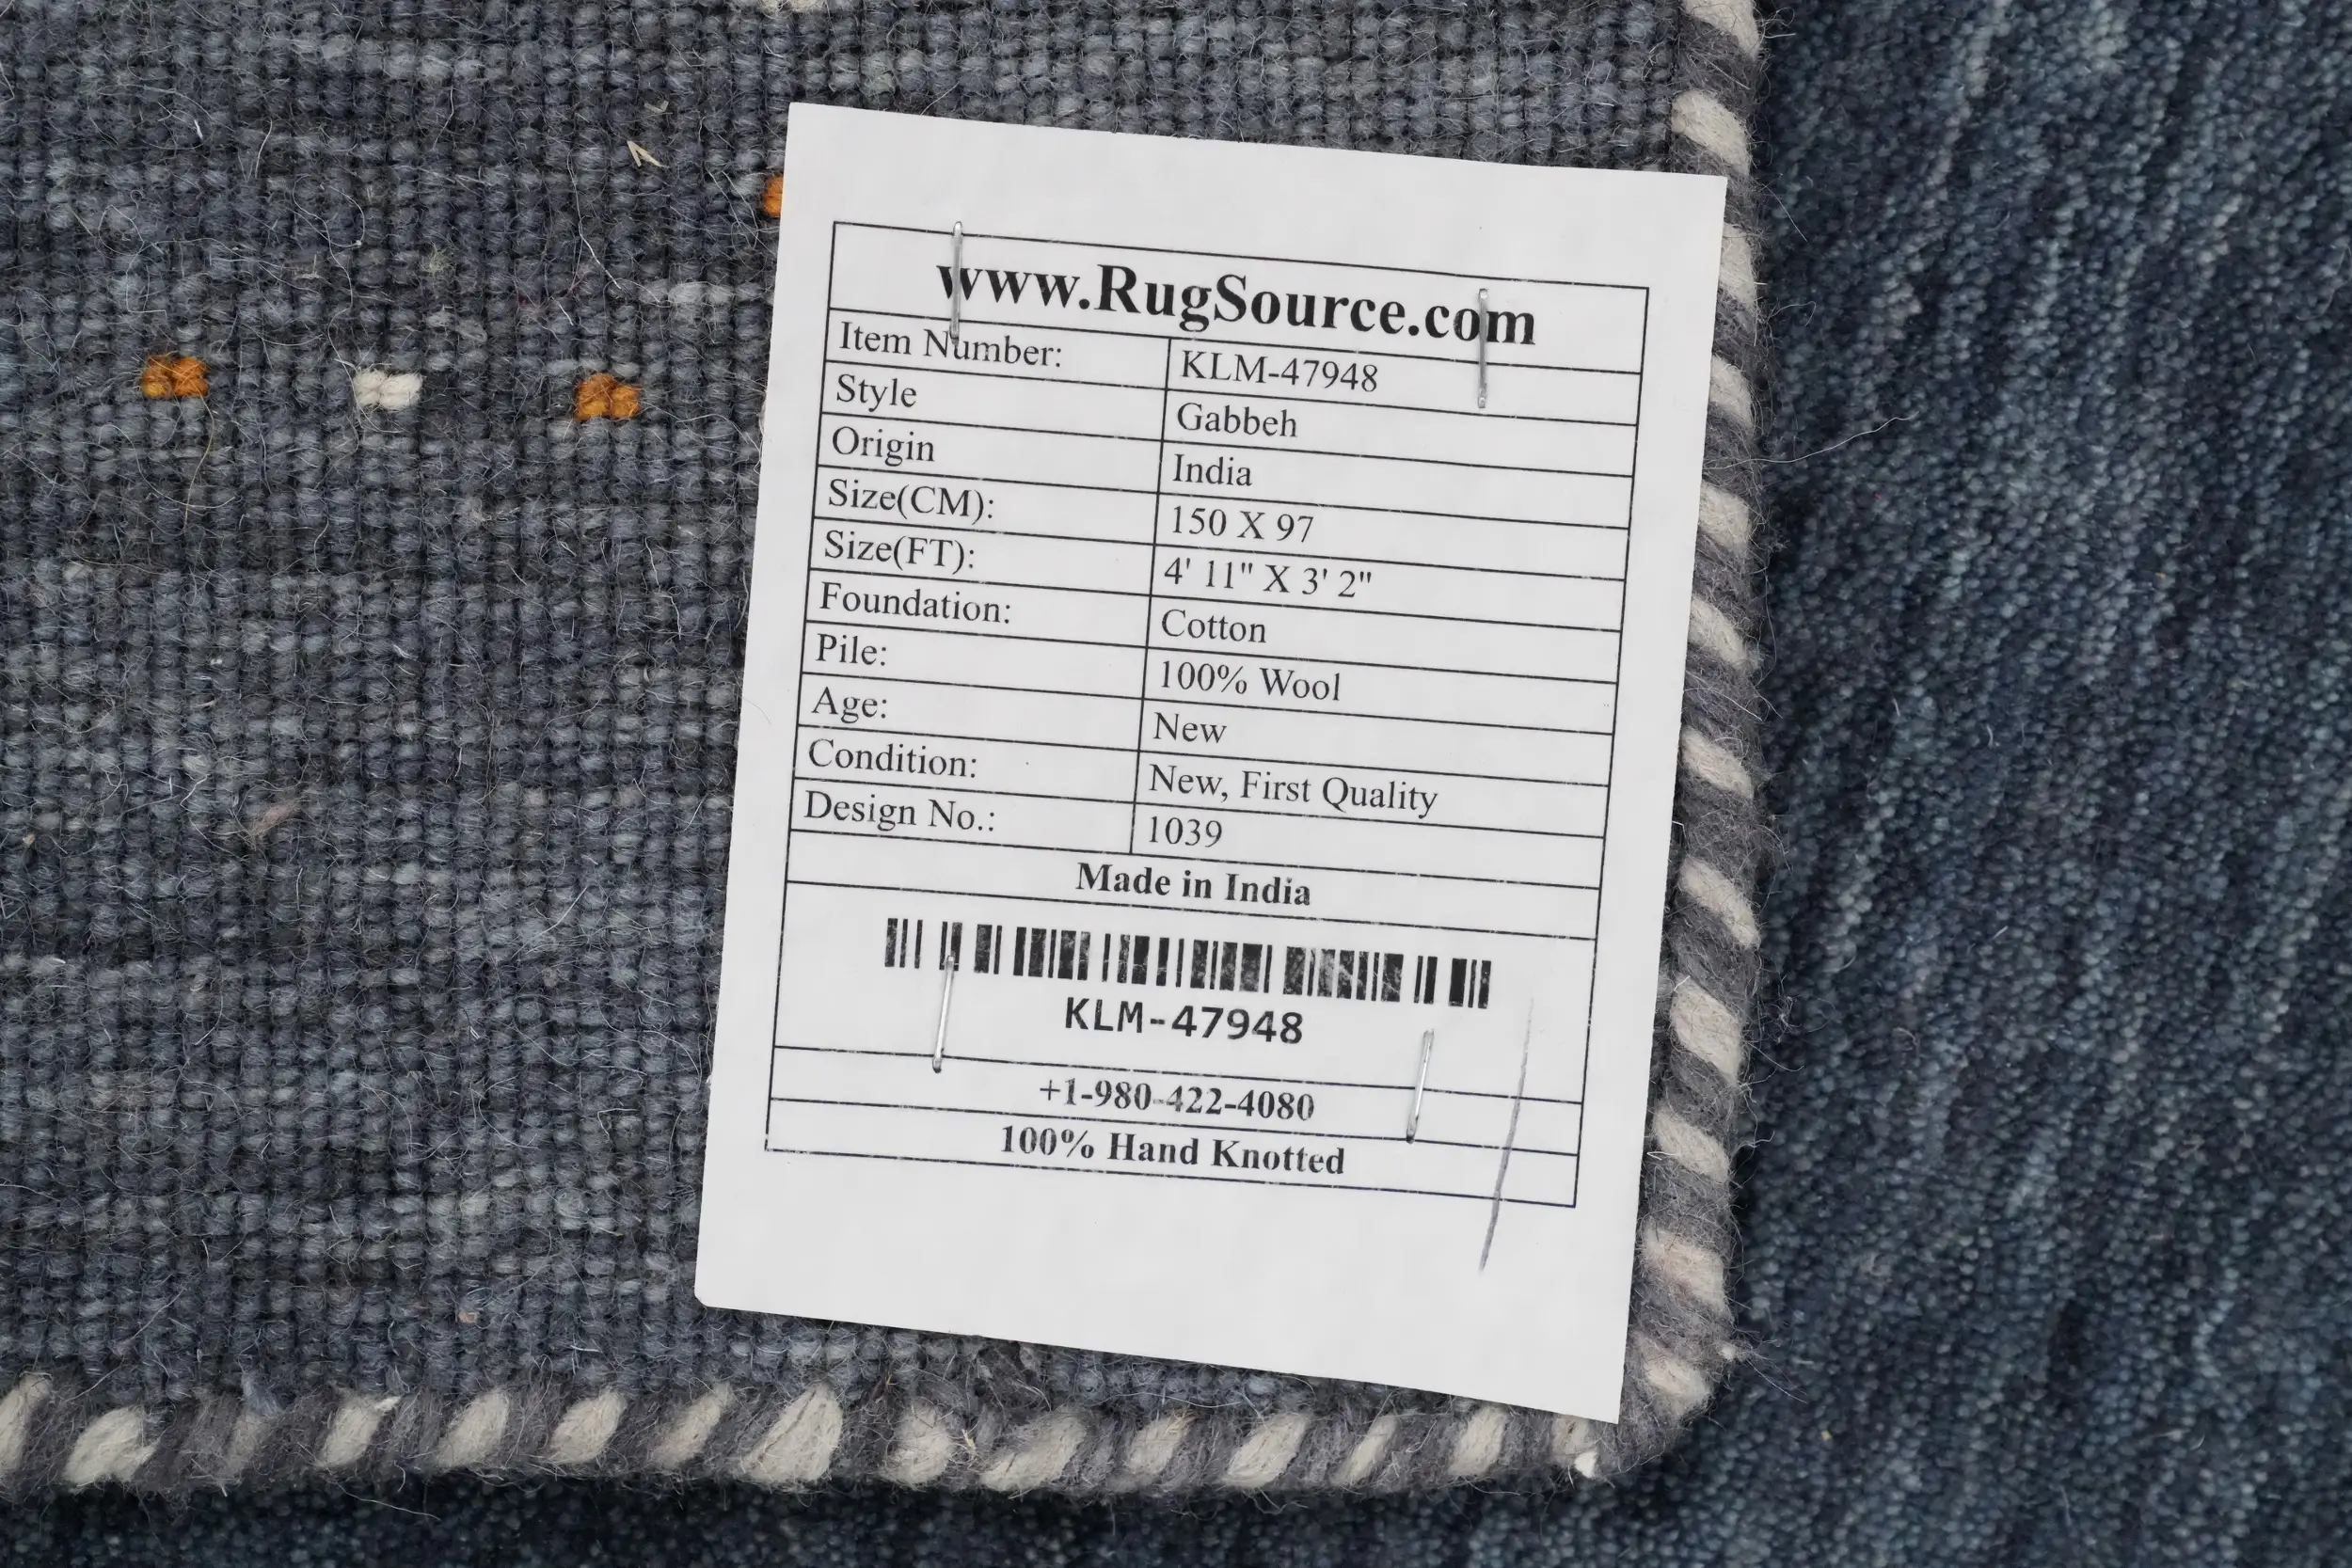 www.RugSource.com
Item Number: KLM-47948
Style Gabbeh
Origin India
Size(CM): 150 X 97
Size(FT): 4' 11" X 3' 2"
Foundation: Cotton
Pile: 100% Wool
Age: New
Condition: New, First Quality
Design No.: 1039
Made in India
KLM-47948
+1-980-422-4080
100% Hand Knotted